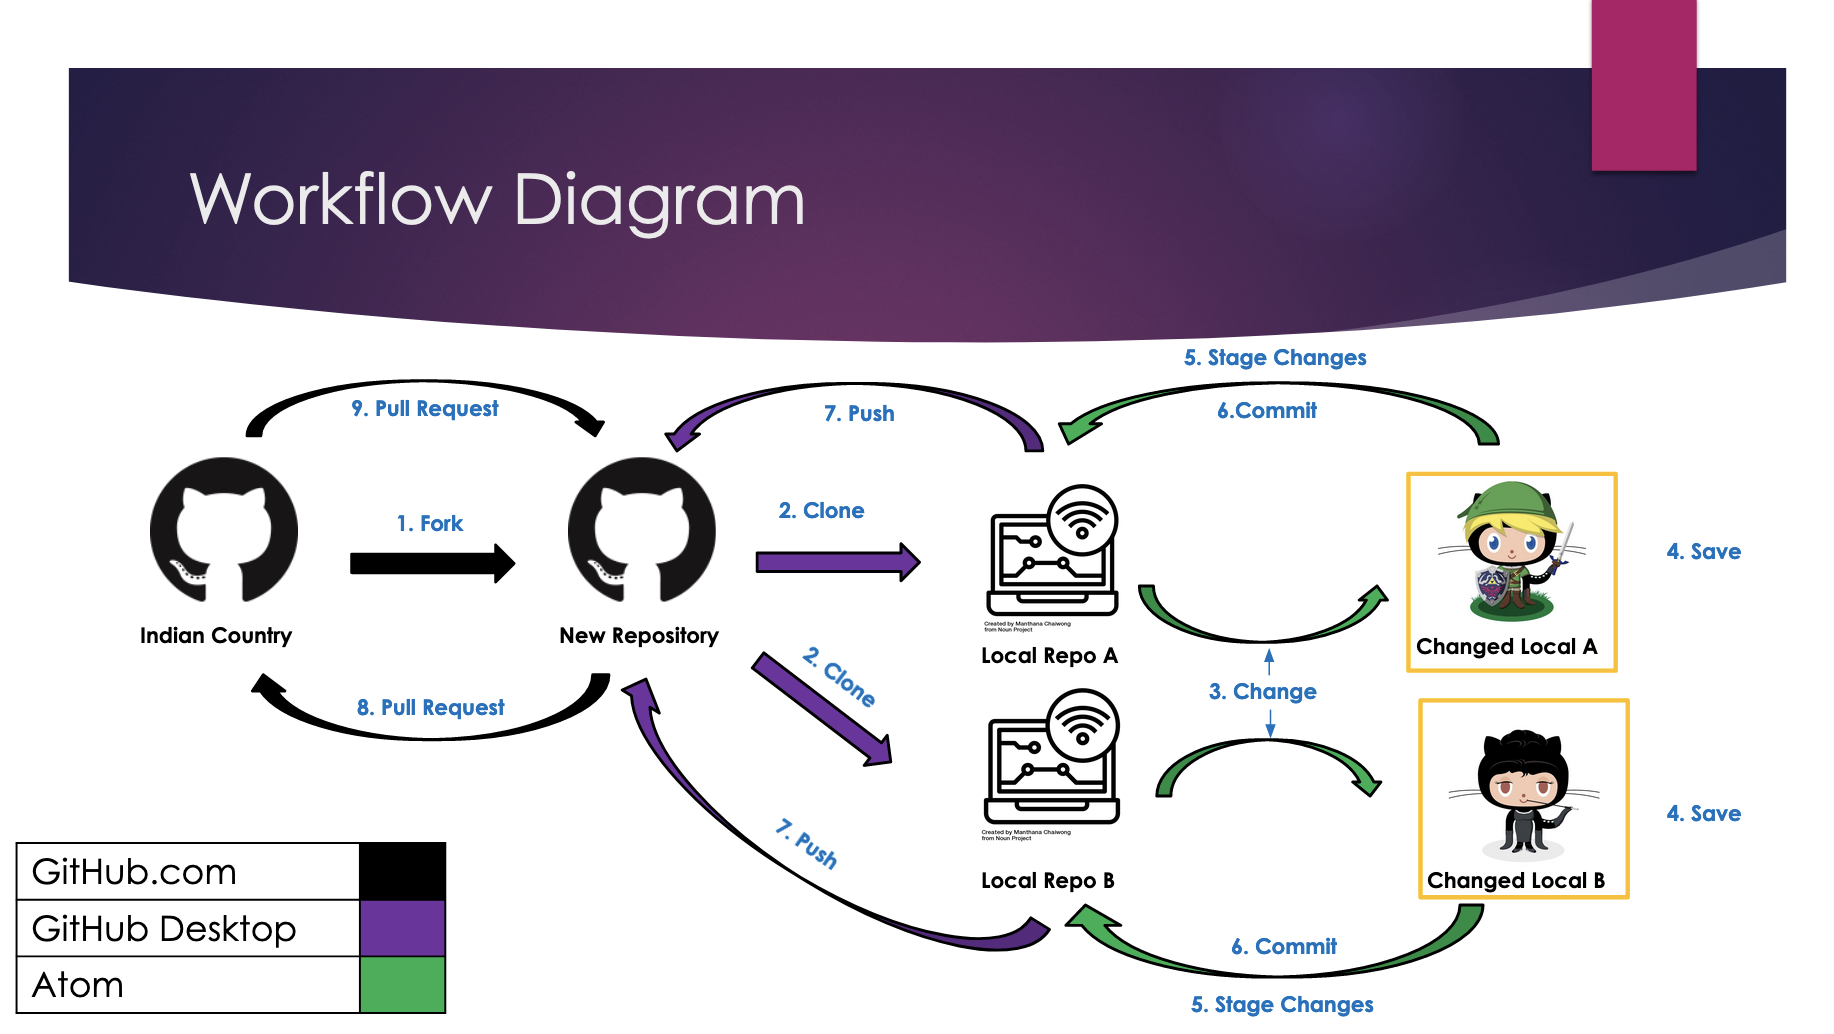 Workflow Diagram
5. Stage Changes
9. Pull Request
7. Push
6.Commit
1. Fork
2. Clone
4. Save
Indian Country
New Repository
Created by Manthana Chaiwong
from Noun Project
Local Repo A
Changed Local A
2. Clone
3. Change
8. Pull Request
7. Push
Created by Manthana Chaiwong
from Noun Project
Local Repo B
Changed Local B
4. Save
6. Commit
5. Stage Changes
GitHub.com
GitHub Desktop
Atom